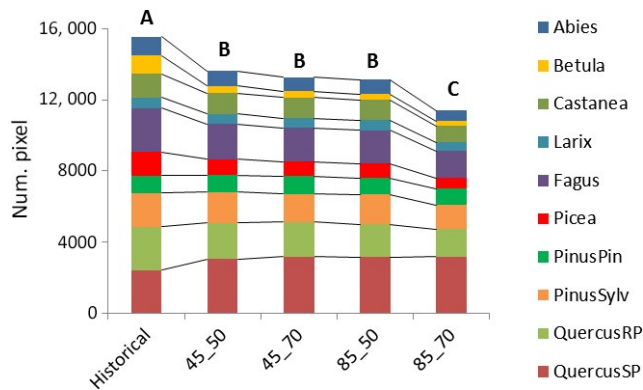 A
B
B
B
C
Num. pixel
16, 000
12, 000
8000
4000
0
Historical
45_50
45_70
85_50
85_70
Abies
Betula
Castanea
Larix
Fagus
Picea
PinusPin
PinusSylv
QuercusRP
QuercusSP